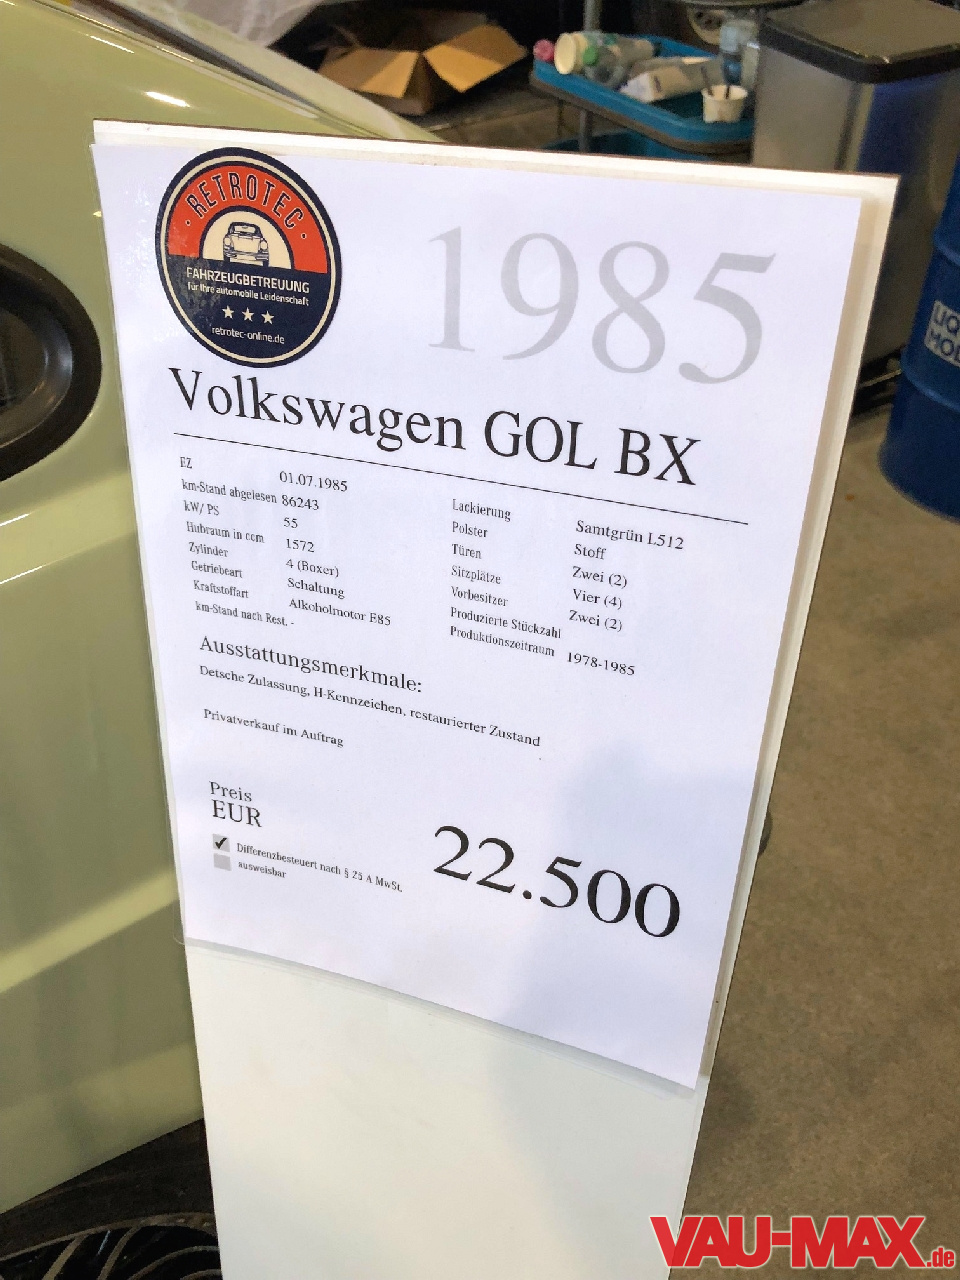 RETROTEC
FAHRZEUGBETREUUNG
für Ihre automobile Leidenschaft
retrotec-online.de
1985
Volkswagen GOL BX
EZ 01.07.1985
km-Stand abgelesen 86243
kW/ PS 55
Hubraum in ccm 1572
Zylinder 4 (Boxer)
Getriebeart Schaltung
Kraftstoffart Alkoholmotor E85
km-Stand nach Rest. -
Lackierung Samtgrün L512
Polster Stoff
Türen Zwei (2)
Sitzplätze Vier (4)
Vorbesitzer Zwei (2)
Produzierte Stückzahl
Produktionszeitraum 1978-1985
Ausstattungsmerkmale:
Detsche Zulassung, H-Kennzeichen, restaurierter Zustand
Privatverkauf im Auftrag
Preis
EUR
22.500
Differenzbesteuert nach § 25 A MwSt.
ausweisbar
LIQ
MOL
VAU-MAX.de